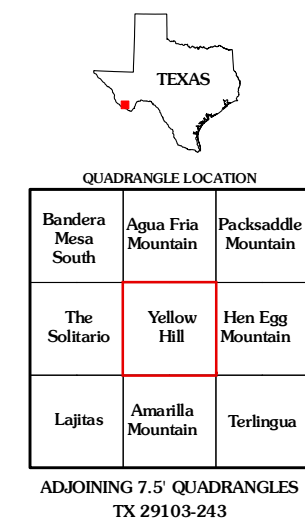 TEXAS
QUADRANGLE LOCATION
Bandera
Mesa
South
Agua Fria
Mountain
Packsaddle
Mountain
The
Solitario
Yellow
Hill
Hen Egg
Mountain
Lajitas
Amarilla
Mountain
Terlingua
ADJOINING 7.5' QUADRANGLES
TX 29103-243